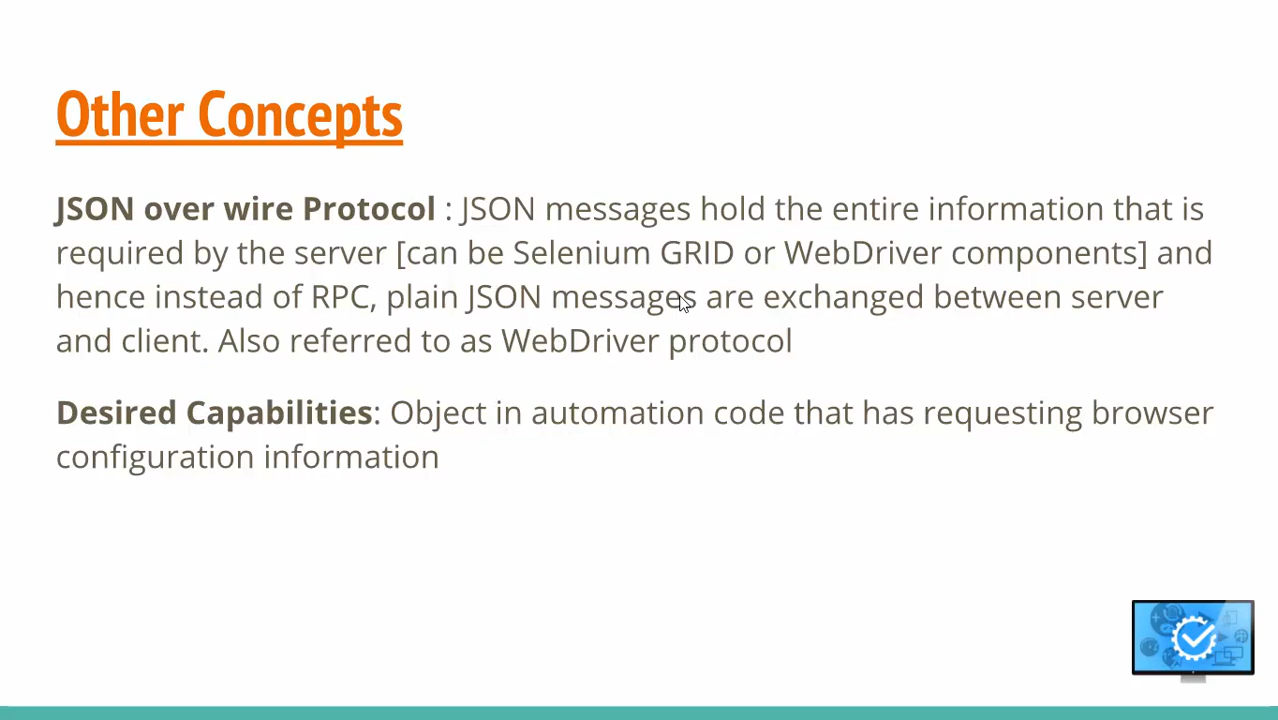 Other Concepts
JSON over wire Protocol : JSON messages hold the entire information that is
required by the server [can be Selenium GRID or WebDriver components] and
hence instead of RPC, plain JSON messages are exchanged between server
and client. Also referred to as WebDriver protocol
Desired Capabilities: Object in automation code that has requesting browser
configuration information